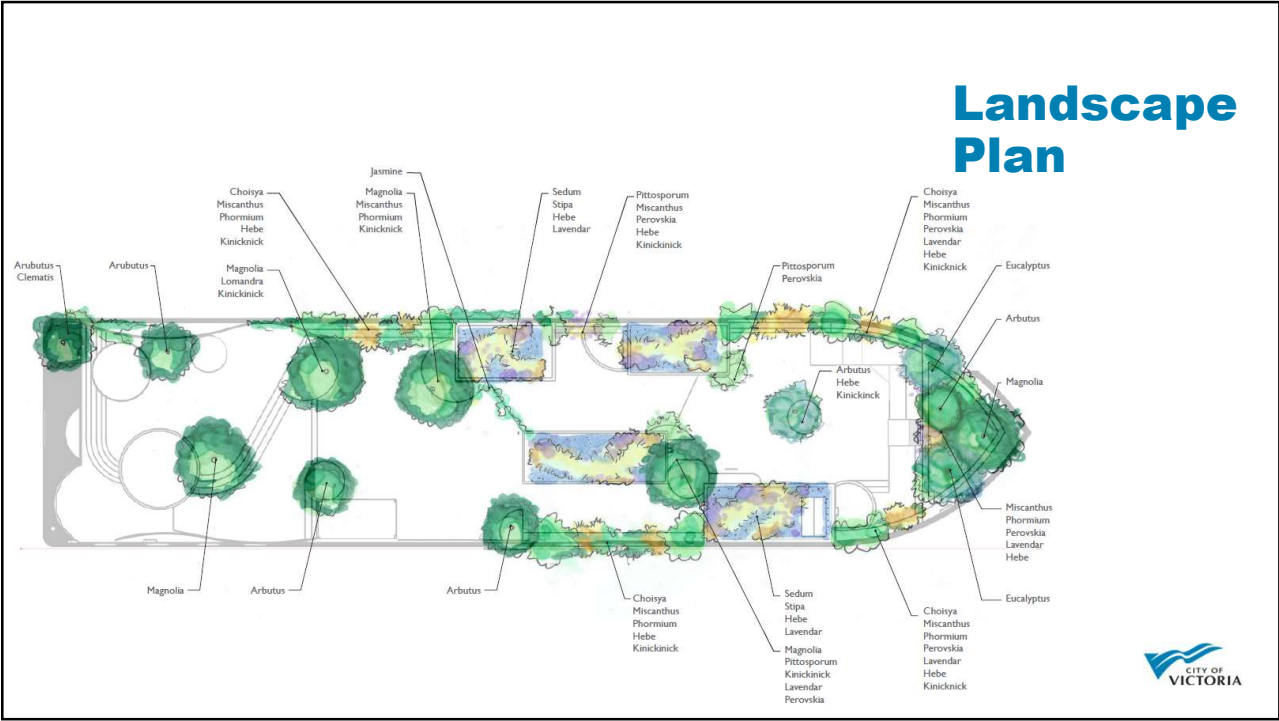 Landscape
Plan
Jasmine
Choisya
Miscanthus
Phormium
Hebe
Kinicknick
Magnolia
Miscanthus
Phormium
Kinicknick
Sedum
Stipa
Hebe
Lavendar
Pittosporum
Miscanthus
Perovskia
Hebe
Kinickinick
Choisya
Miscanthus
Phormium
Perovskia
Lavendar
Hebe
Kinicknick
Arubutus
Clematis
Arubutus
Magnolia
Lomandra
Kinickinick
Pittosporum
Perovskia
Eucalyptus
Arbutus
Arbutus
Hebe
Kinickinck
Magnolia
Miscanthus
Phormium
Perovskia
Lavendar
Hebe
Eucalyptus
Magnolia
Arbutus
Arbutus
Choisya
Miscanthus
Phormium
Hebe
Kinickinick
Sedum
Stipa
Hebe
Lavendar
Magnolia
Pittosporum
Kinickinick
Lavendar
Perovskia
Choisya
Miscanthus
Phormium
Perovskia
Lavendar
Hebe
Kinicknick
CITY OF
VICTORIA